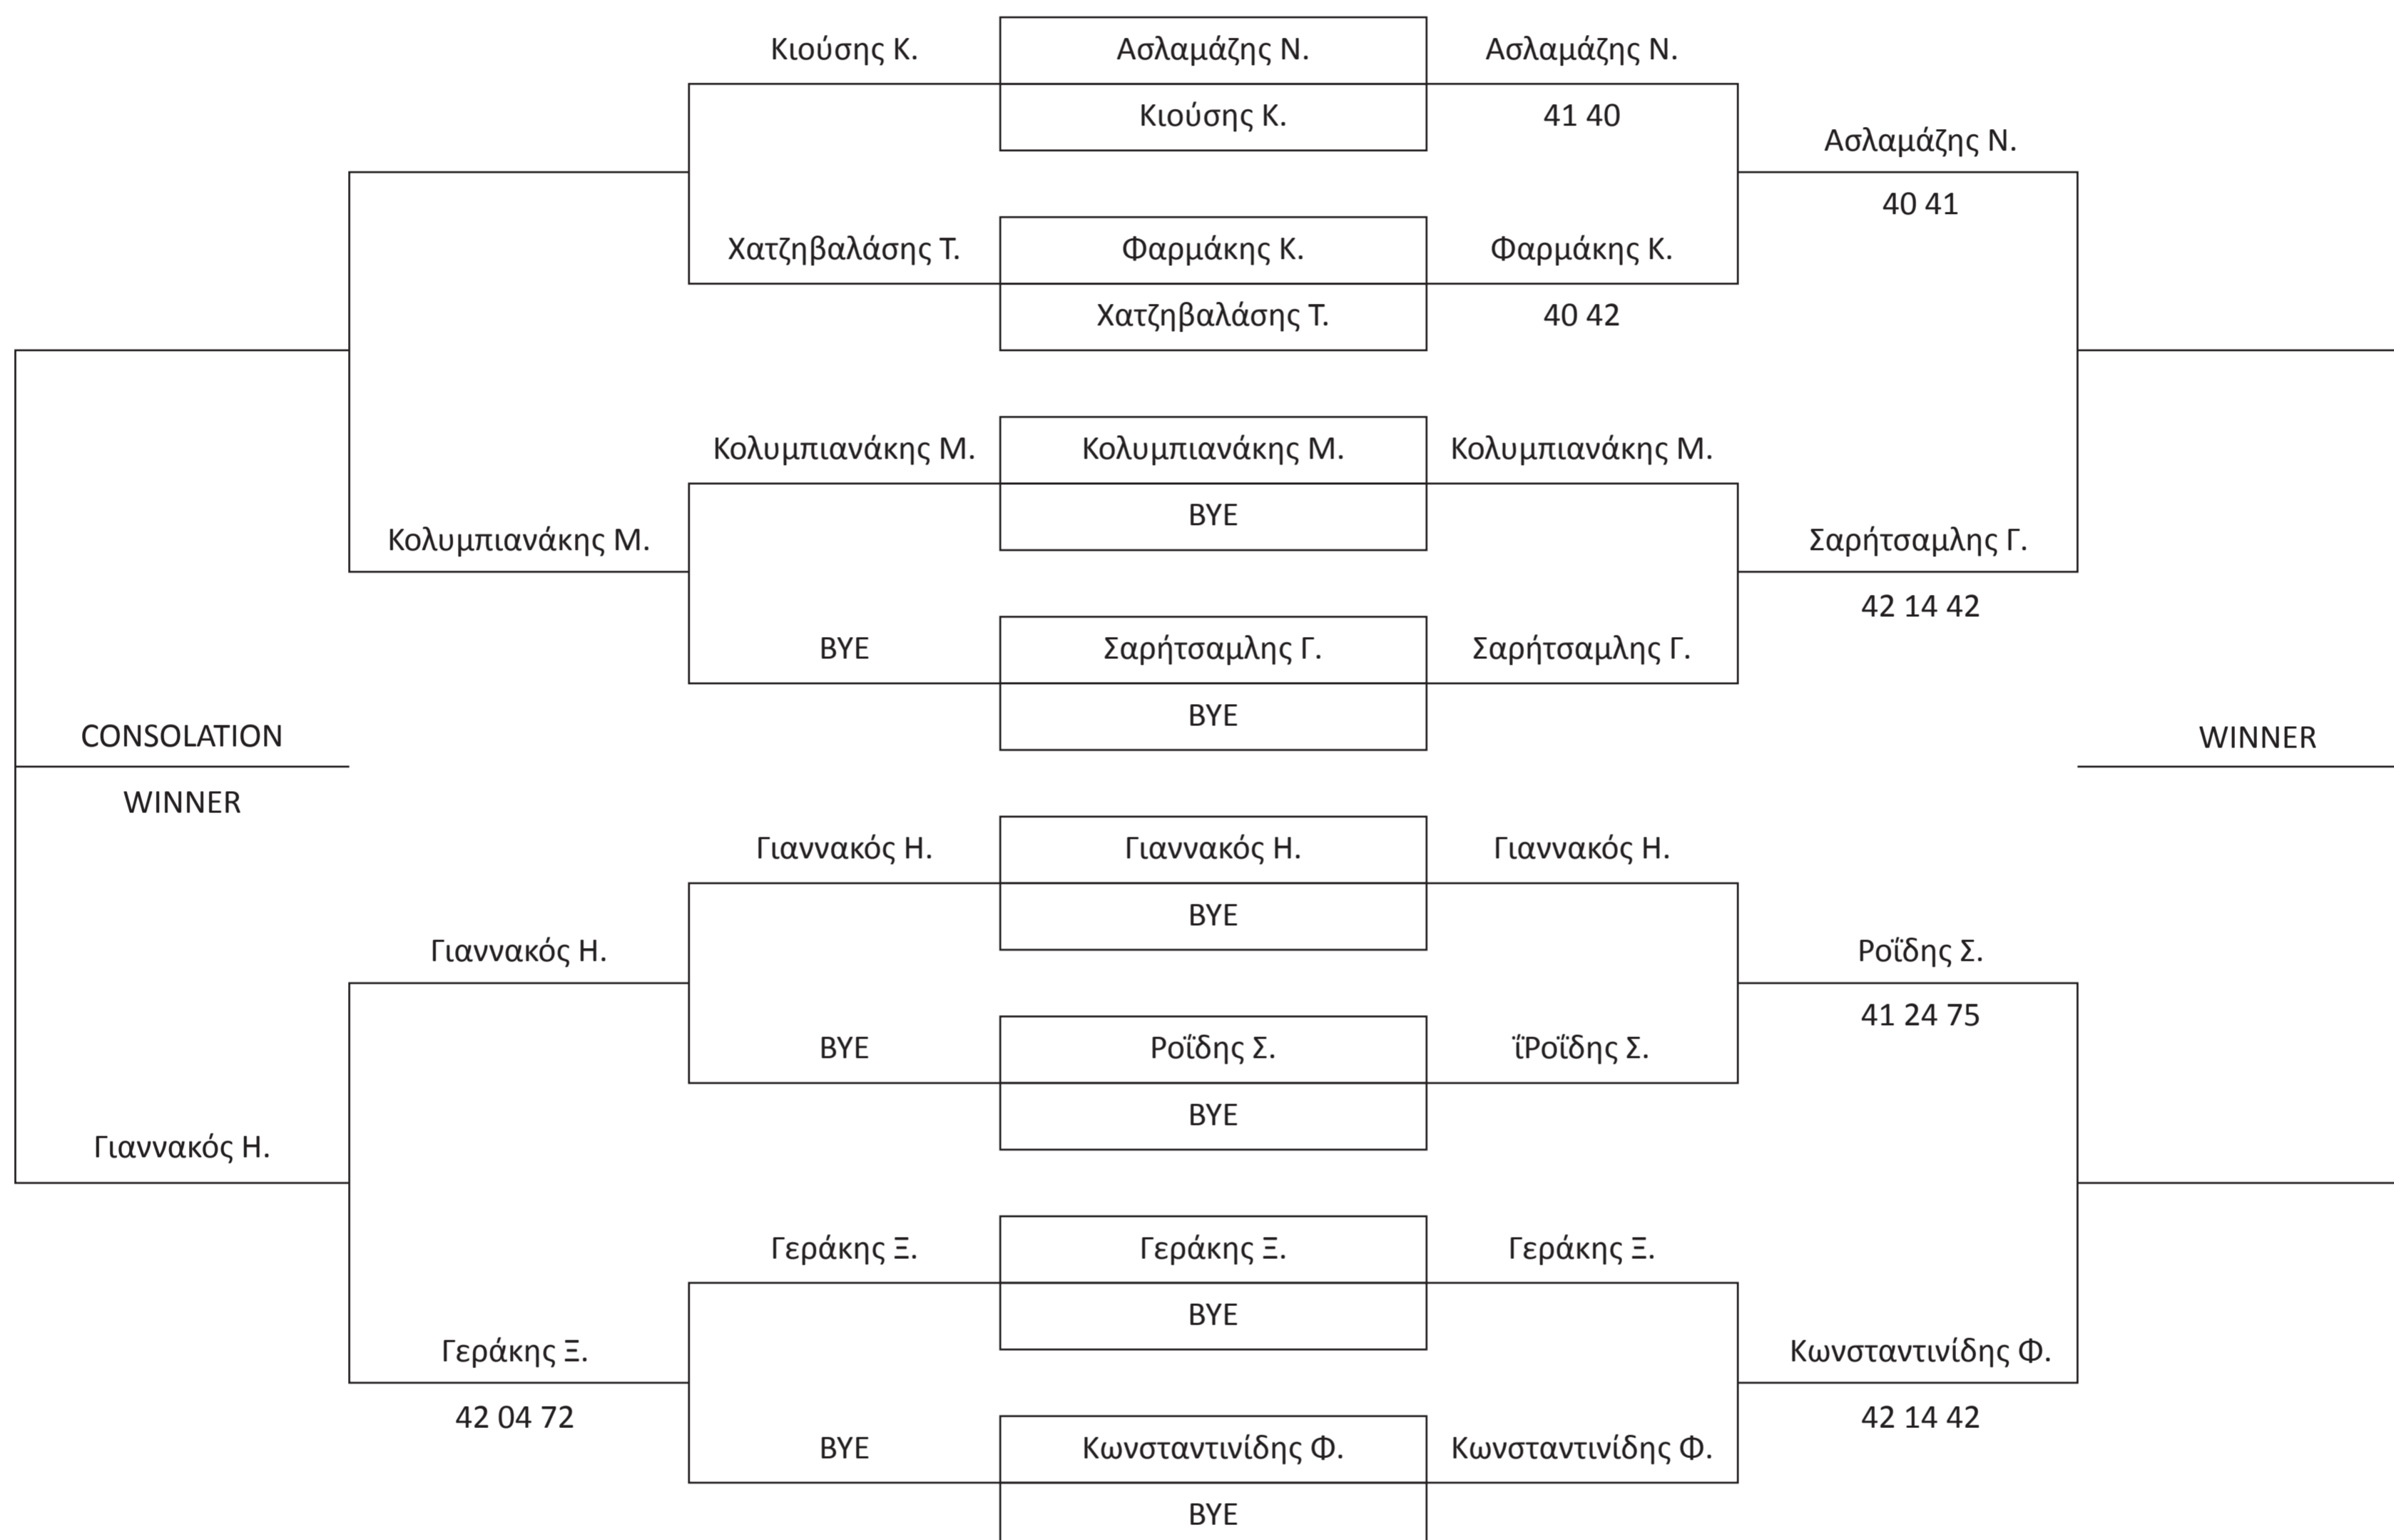 Κιούσης Κ. Ασλαμάζης Ν. Ασλαμάζης Ν.
Κιούσης Κ. 41 40
Ασλαμάζης Ν.
40 41
Χατζηβαλάσης Τ. Φαρμάκης Κ. Φαρμάκης Κ.
Χατζηβαλάσης Τ. 40 42
Κολυμπιανάκης Μ. Κολυμπιανάκης Μ. Κολυμπιανάκης Μ.
BYE
Κολυμπιανάκης Μ. Σαρήτσαμλης Γ.
42 14 42
BYE Σαρήτσαμλης Γ. Σαρήτσαμλης Γ.
BYE
CONSOLATION WINNER
WINNER
Γιαννακός Η. Γιαννακός Η. Γιαννακός Η.
BYE
Γιαννακός Η. Ροΐδης Σ.
41 24 75
BYE Ροΐδης Σ. ΐΡοΐδης Σ.
BYE
Γιαννακός Η.
Γεράκης Ξ. Γεράκης Ξ. Γεράκης Ξ.
BYE
Γεράκης Ξ. Κωνσταντινίδης Φ.
42 04 72 42 14 42
BYE Κωνσταντινίδης Φ. Κωνσταντινίδης Φ.
BYE